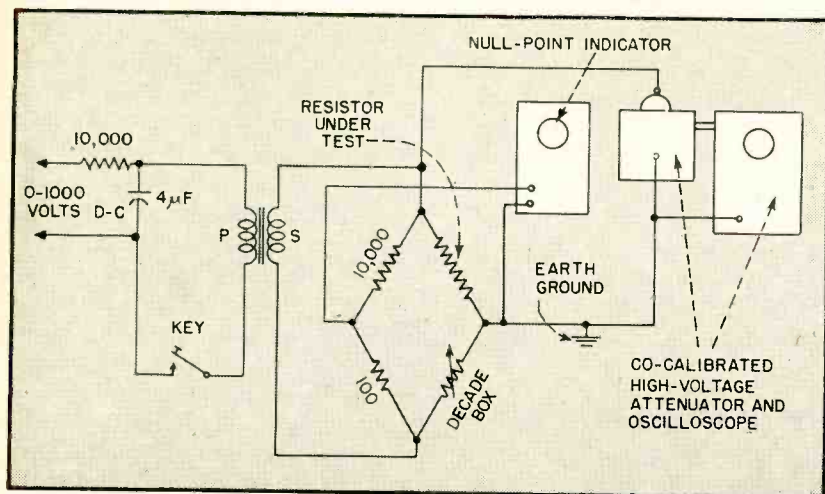 NULL-POINT INDICATOR
RESISTOR
UNDER
TEST
10,000
0-1000
VOLTS D-C
4μF
P
S
10,000
EARTH
GROUND
KEY
100
DECADE
BOX
CO-CALIBRATED
HIGH-VOLTAGE
ATTENUATOR AND
OSCILLOSCOPE